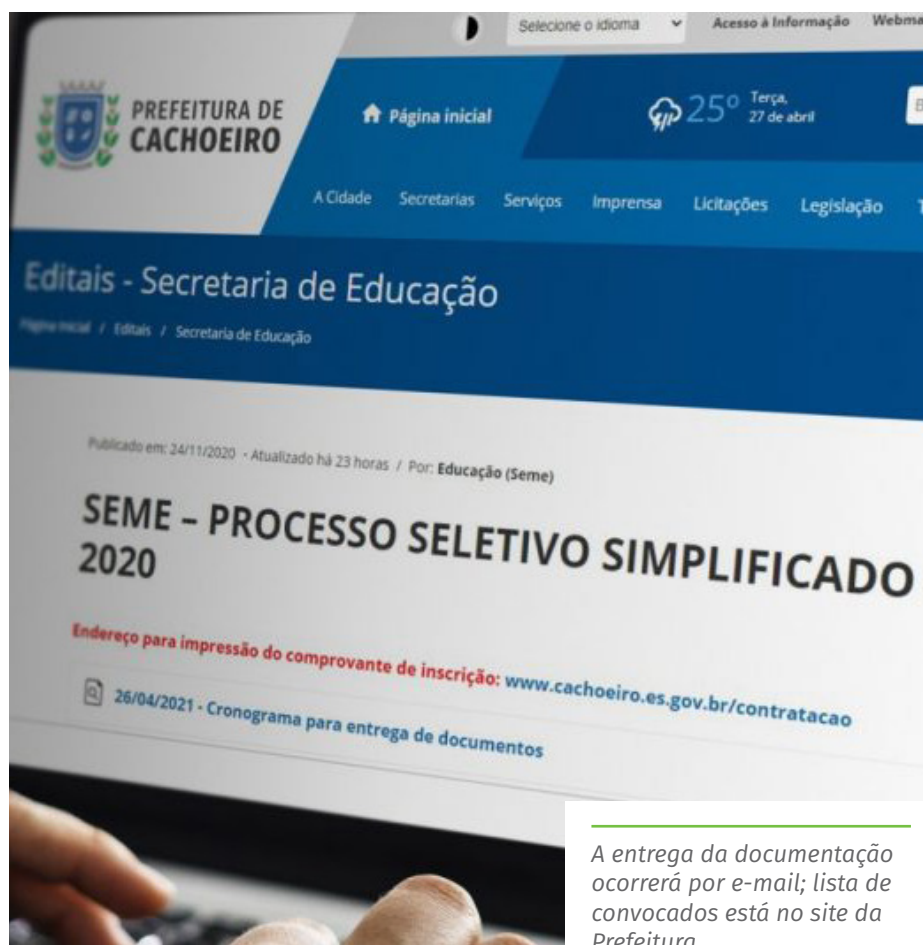 Selecione o idioma
Acesso à Informação
PREFEITURA DE
CACHOEIRO
Página inicial
25°
Terça,
27 de abril
A Cidade
Secretarias
Serviços
Imprensa
Licitações
Legislação
Editais - Secretaria de Educação
Página Inicial / Editais / Secretaria de Educação
Publicado em: 24/11/2020 - Atualizado há 23 horas / Por: Educação (Seme)
SEME – PROCESSO SELETIVO SIMPLIFICADO
2020
Endereço para impressão do comprovante de inscrição: www.cachoeiro.es.gov.br/contratacao
26/04/2021 - Cronograma para entrega de documentos
A entrega da documentação
ocorrerá por e-mail; lista de
convocados está no site da
Prefeitura